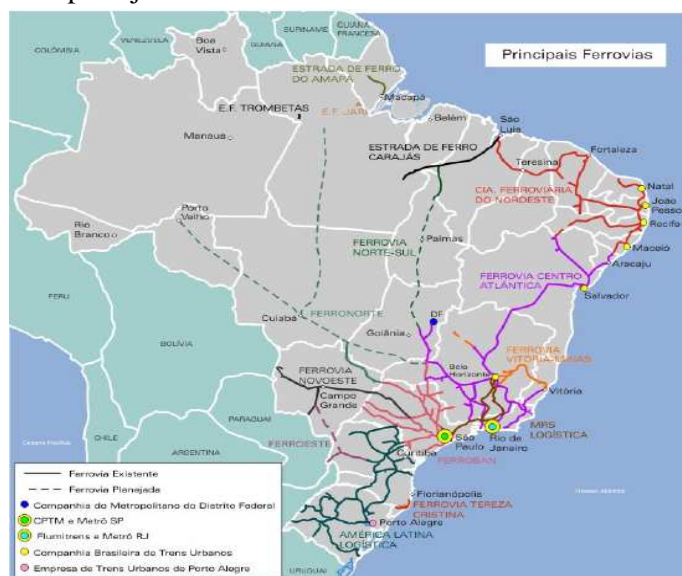 Principais Ferrovias
COLÔMBIA
VENEZUELA
GUIANA
SURINAME
GUIANA
FRANCESA
Boa
Vista
ESTRADA DE FERRO
DO AMAPÁ
Macapá
E.F. JARI
E.F. TROMBETAS
Belém
São
Luís
Manaus
ESTRADA DE FERRO
CARAJÁS
Teresina
Fortaleza
CIA. FERROVIÁRIA
DO NORDESTE
Natal
João
Pesso
Recife
Porto
Velho
Rio
Branco
FERROVIA
NORTE-SUL
Palmas
Maceió
Aracaju
FERROVIA CENTRO
ATLÂNTICA
Salvador
PERU
FERRONORTE
Cuiabá
DF
Goiânia
BOLÍVIA
FERROVIA
NOVOESTE
Campo
Grande
Belo
Horizonte
FERROVIA
VITÓRIA-MINAS
Vitória
MRS
LOGÍSTICA
Rio de
Janeiro
São
Paulo
FERROBAN
PARAGUAI
FERROESTE
Curitiba
CHILE
ARGENTINA
Florianópolis
FERROVIA TEREZA
CRISTINA
Porto Alegre
AMÉRICA LATINA
LOGÍSTICA
URUGUAI
Ferrovia Existente
Ferrovia Planejada
Companhia do Metropolitano do Distrito Federal
CPTM e Metrô SP
Flumitrens e Metrô RJ
Companhia Brasileira de Trens Urbanos
Empresa de Trens Urbanos de Porto Alegre